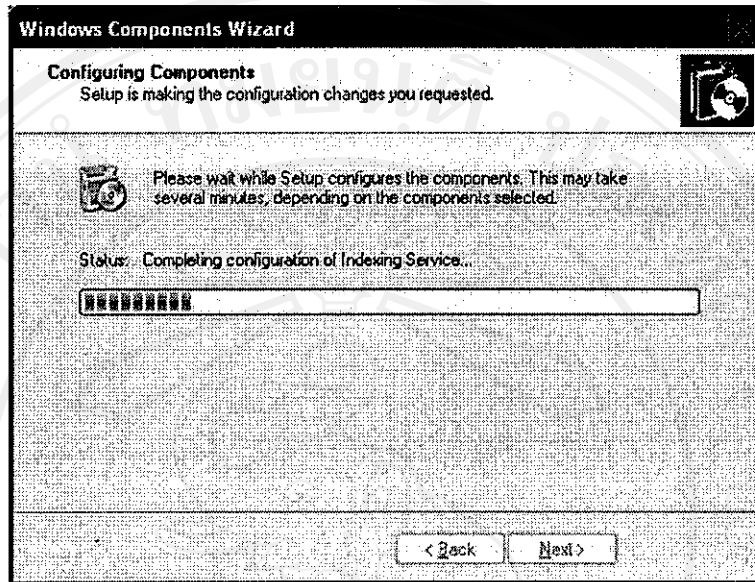 Windows Components Wizard
Configuring Components
Setup is making the configuration changes you requested.
Please wait while Setup configures the components. This may take
several minutes, depending on the components selected.
Status: Completing configuration of Indexing Service...
< Back
Next >